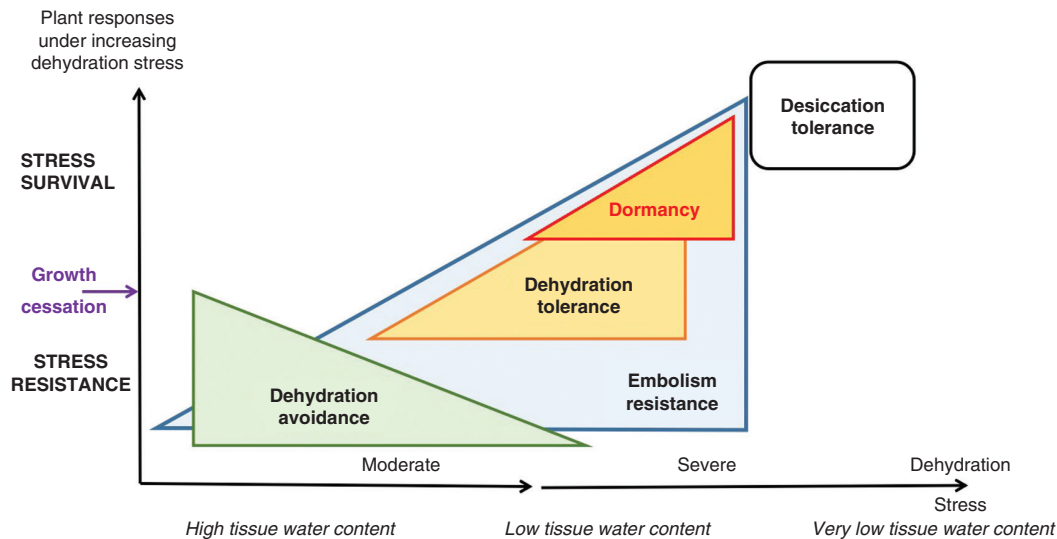 Plant responses
under increasing
dehydration stress
Desiccation
tolerance
STRESS
SURVIVAL
Dormancy
Growth
cessation
Dehydration
tolerance
STRESS
RESISTANCE
Dehydration
avoidance
Embolism
resistance
Moderate
Severe
Dehydration
Stress
High tissue water content
Low tissue water content
Very low tissue water content